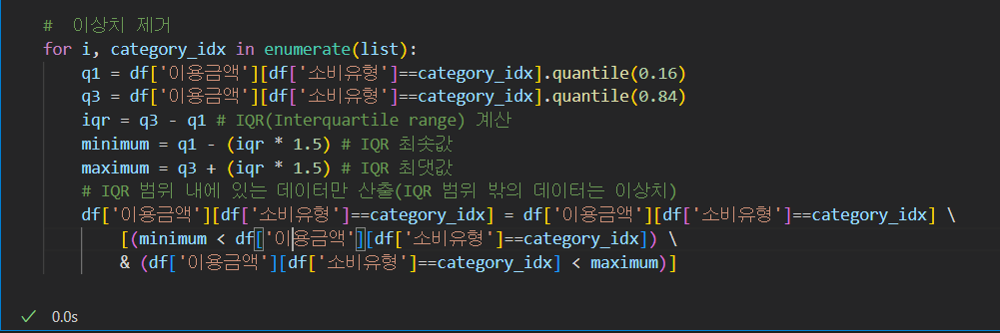 #  이상치 제거
for i, category_idx in enumerate(list):
    q1 = df['이용금액'][df['소비유형']==category_idx].quantile(0.16)
    q3 = df['이용금액'][df['소비유형']==category_idx].quantile(0.84)
    iqr = q3 - q1 # IQR(Interquartile range) 계산
    minimum = q1 - (iqr * 1.5) # IQR 최솟값
    maximum = q3 + (iqr * 1.5) # IQR 최댓값
    # IQR 범위 내에 있는 데이터만 산출(IQR 범위 밖의 데이터는 이상치)
    df['이용금액'][df['소비유형']==category_idx] = df['이용금액'][df['소비유형']==category_idx] \
        [(minimum < df['이용금액'][df['소비유형']==category_idx]) \
        & (df['이용금액'][df['소비유형']==category_idx] < maximum)]
0.0s